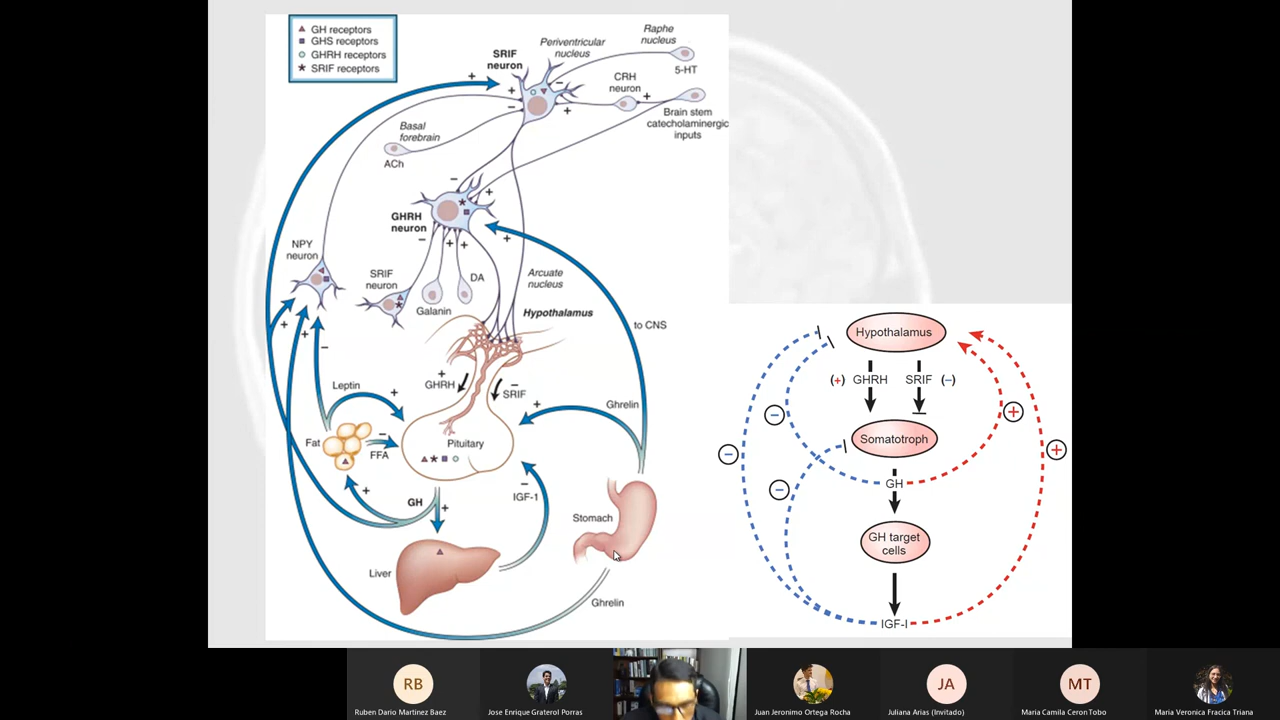 GH receptors
GHS receptors
GHRH receptors
SRIF receptors
SRIF
neuron
Periventricular
nucleus
Raphe
nucleus
5-HT
CRH
neuron
Brain stem
catecholaminergic
inputs
Basal
forebrain
ACh
+
+
−
−
+
+
−
+
GHRH
neuron
−
+
+
+
NPY
neuron
SRIF
neuron
Galanin
DA
Arcuate
nucleus
Hypothalamus
to CNS
+
+
−
Leptin
+
+
GHRH
−
SRIF
+
Ghrelin
Fat
−
FFA
Pituitary
+
GH
+
−
IGF-1
Stomach
Liver
Ghrelin
Hypothalamus
(+) GHRH SRIF (−)
−
+
Somatotroph
−
+
−
GH
GH target
cells
IGF-I
RB
JA
MT
Ruben Dario Martinez Baez
Jose Enrique Graterol Porras
Juan Jeronimo Ortega Rocha
Juliana Arias (Invitado)
Maria Camila Ceron Tobo
Maria Veronica Fracica Triana